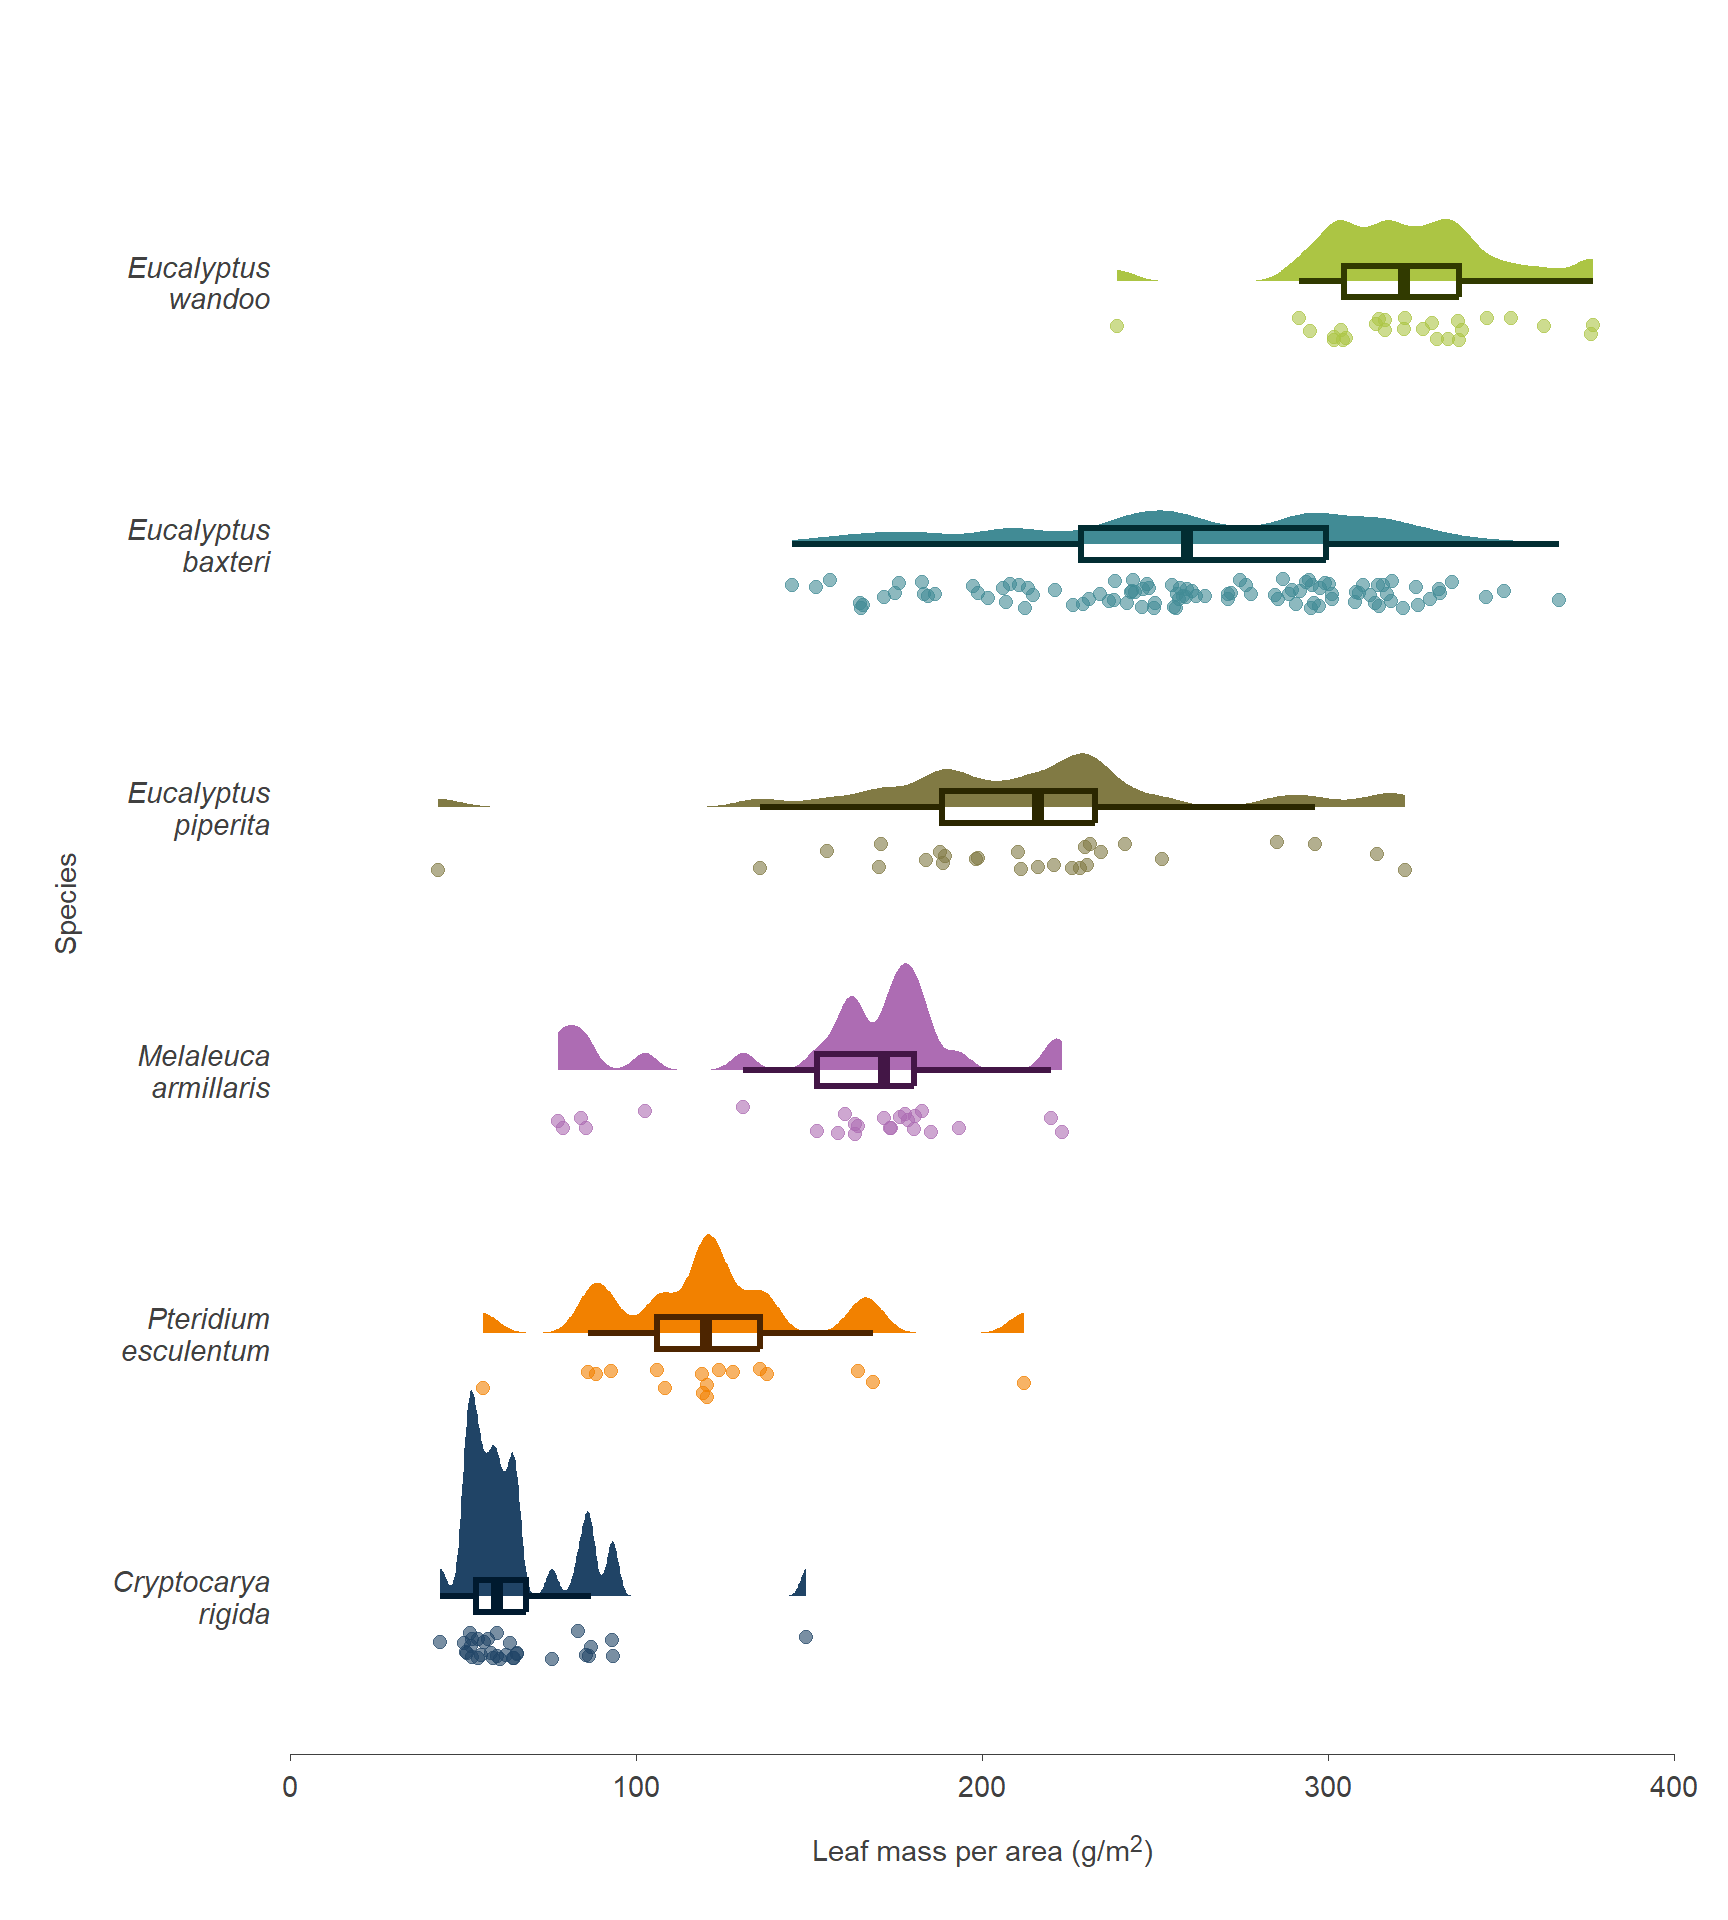 Eucalyptus
wandoo
Eucalyptus
baxteri
Eucalyptus
piperita
Species
Melaleuca
armillaris
Pteridium
esculentum
Cryptocarya
rigida
0 100 200 300 400
Leaf mass per area (g/m²)